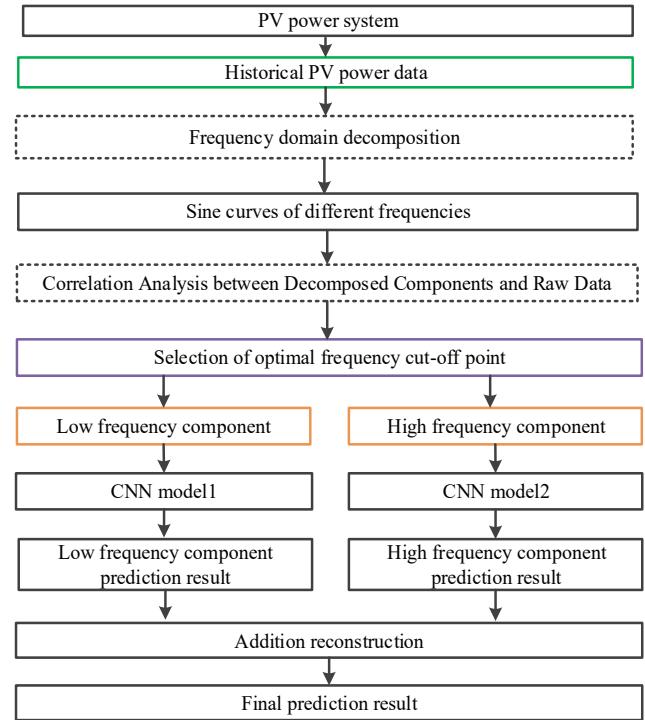 PV power system
Historical PV power data
Frequency domain decomposition
Sine curves of different frequencies
Correlation Analysis between Decomposed Components and Raw Data
Selection of optimal frequency cut-off point
Low frequency component
High frequency component
CNN model1
CNN model2
Low frequency component
prediction result
High frequency component
prediction result
Addition reconstruction
Final prediction result